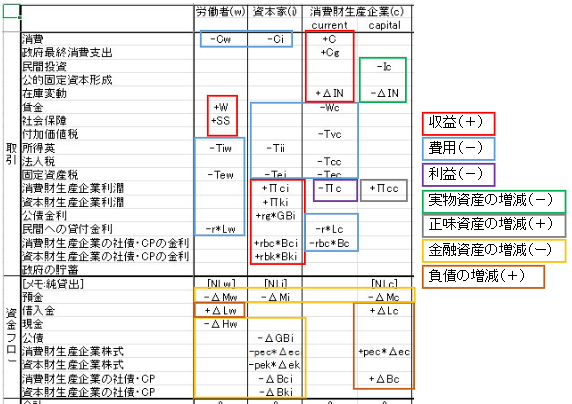 労働者(w) 資本家(i) 消費財生産企業(c)
current capital
消費 -Cw -Ci +C
政府最終消費支出 +Cg
民間投資 -Ic
公的固定資本形成
在庫変動 +ΔIN -ΔIN
賃金 +W -Wc
社会保障 +SS
付加価値税 -Tvc
所得英 -Tiw -Tii
法人税 -Tcc
固定資産税 -Tew -Tei -Tec
消費財生産企業利潤 +Πci -Πc +Πcc
資本財生産企業利潤 +Πki
公債金利 +rg*GBi
民間への貸付金利 -r*Lw -r*Lc
消費財生産企業の社債・CPの金利 +rbc*Bci -rbc*Bc
資本財生産企業の社債・CPの金利 +rbk*Bki
政府の貯蓄
取引
[メモ:純貸出] [NLw] [NLi] [NLc]
預金 -ΔMw -ΔMi -ΔMc
借入金 +ΔLw +ΔLc
現金 -ΔHw
公債 -ΔGBi
消費財生産企業株式 -pec*Δec +pec*Δec
資本財生産企業株式 -pek*Δek
消費財生産企業の社債・CP -ΔBci +ΔBc
資本財生産企業の社債・CP -ΔBki
資金フロー
収益(+)
費用(-)
利益(-)
実物資産の増減(-)
正味資産の増減(+)
金融資産の増減(-)
負債の増減(+)